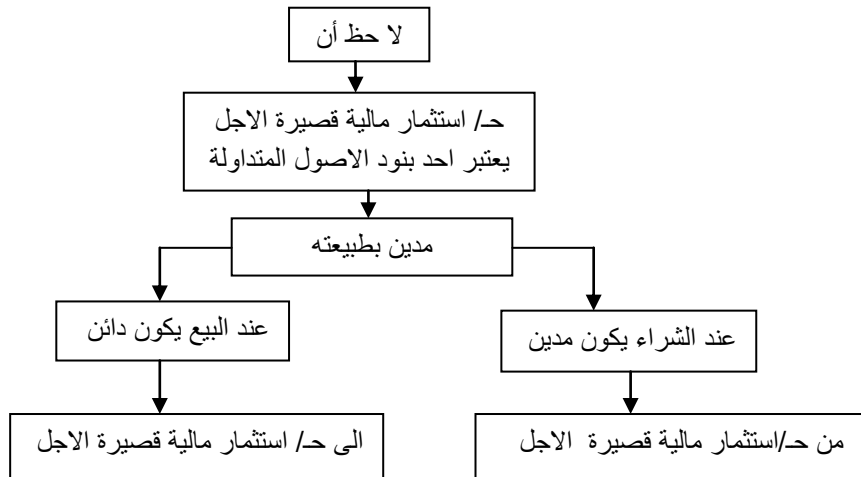 لا حظ أن
حـ/ استثمار مالية قصيرة الاجل
يعتبر احد بنود الاصول المتداولة
مدين بطبيعته
عند الشراء يكون مدين
عند البيع يكون دائن
من حـ/استثمار مالية قصيرة الاجل
الى حـ/ استثمار مالية قصيرة الاجل